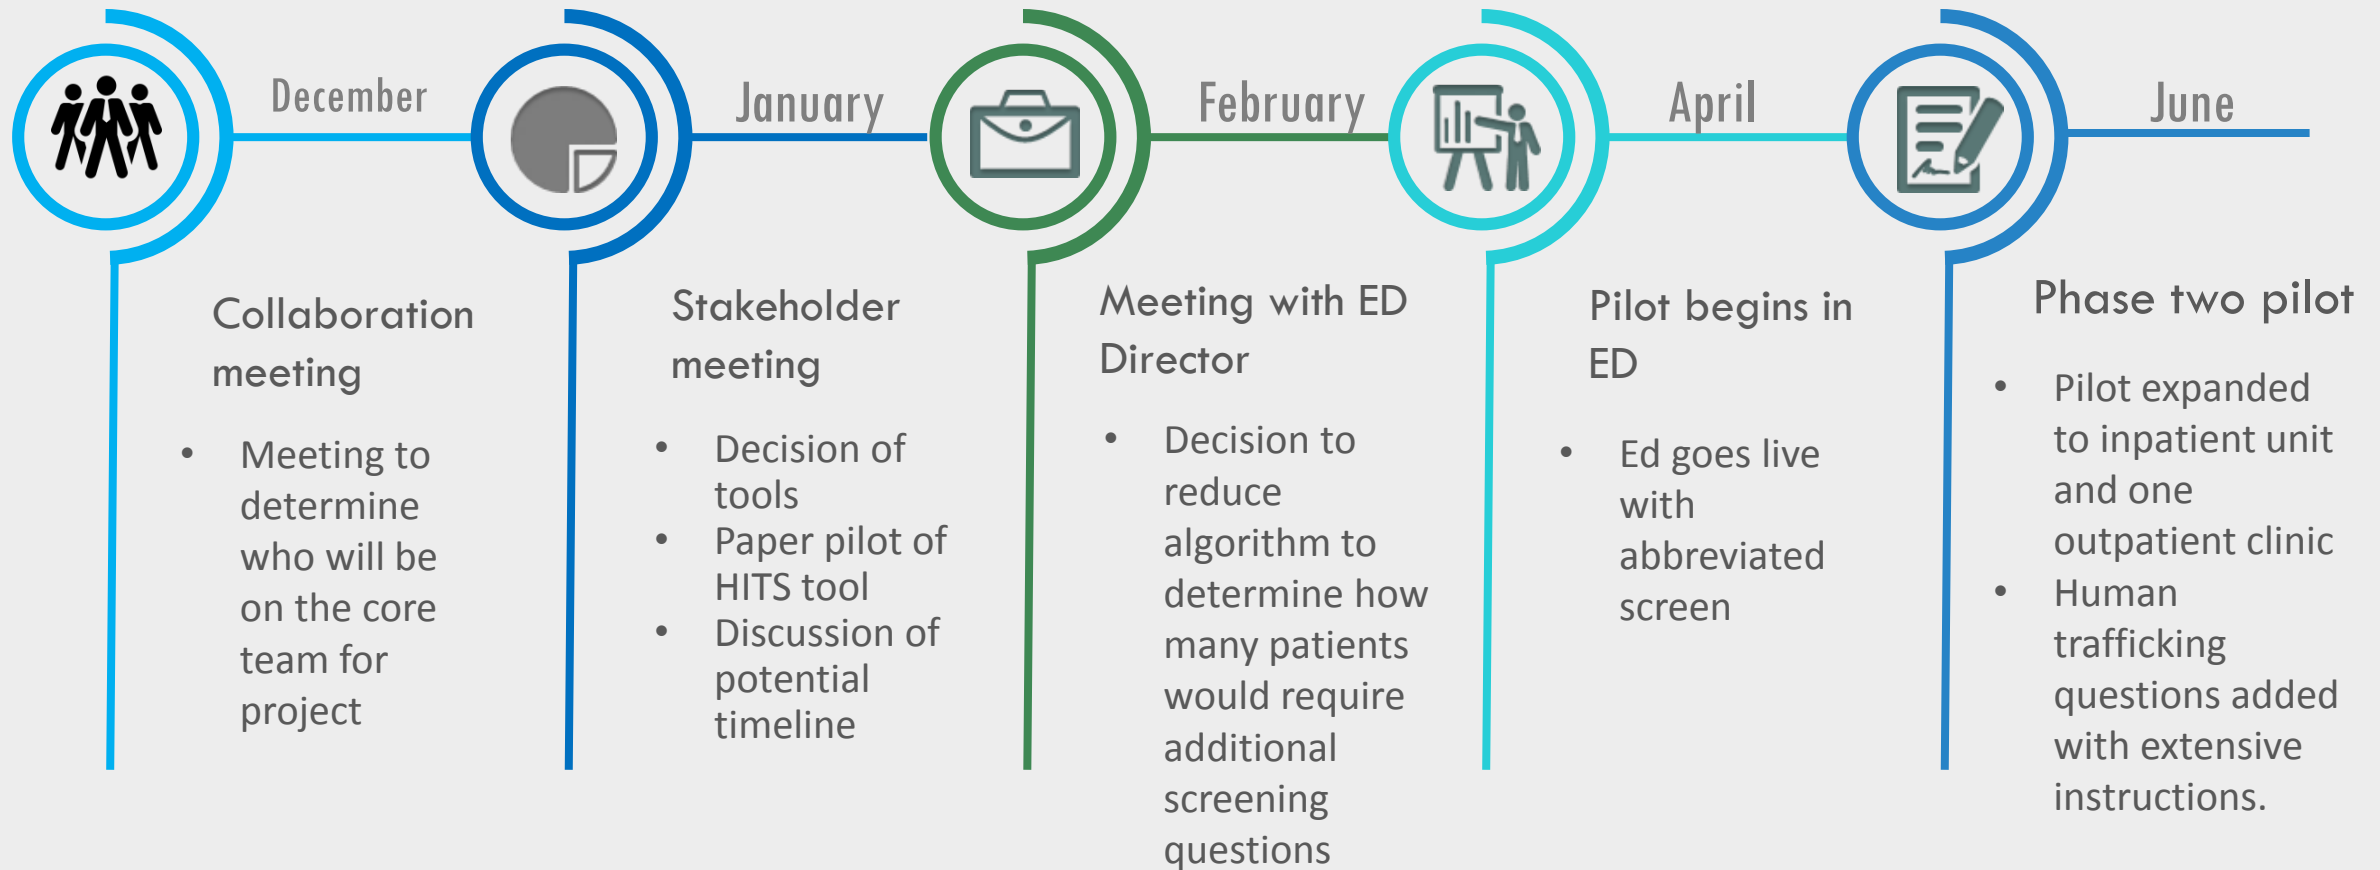 December
Collaboration
meeting
• Meeting to
determine
who will be
on the core
team for
project
January
Stakeholder
meeting
• Decision of
tools
• Paper pilot of
HITS tool
• Discussion of
potential
timeline
February
Meeting with ED
Director
• Decision to
reduce
algorithm to
determine how
many patients
would require
additional
screening
questions
April
Pilot begins in
ED
• Ed goes live
with
abbreviated
screen
June
Phase two pilot
• Pilot expanded
to inpatient unit
and one
outpatient clinic
• Human
trafficking
questions added
with extensive
instructions.